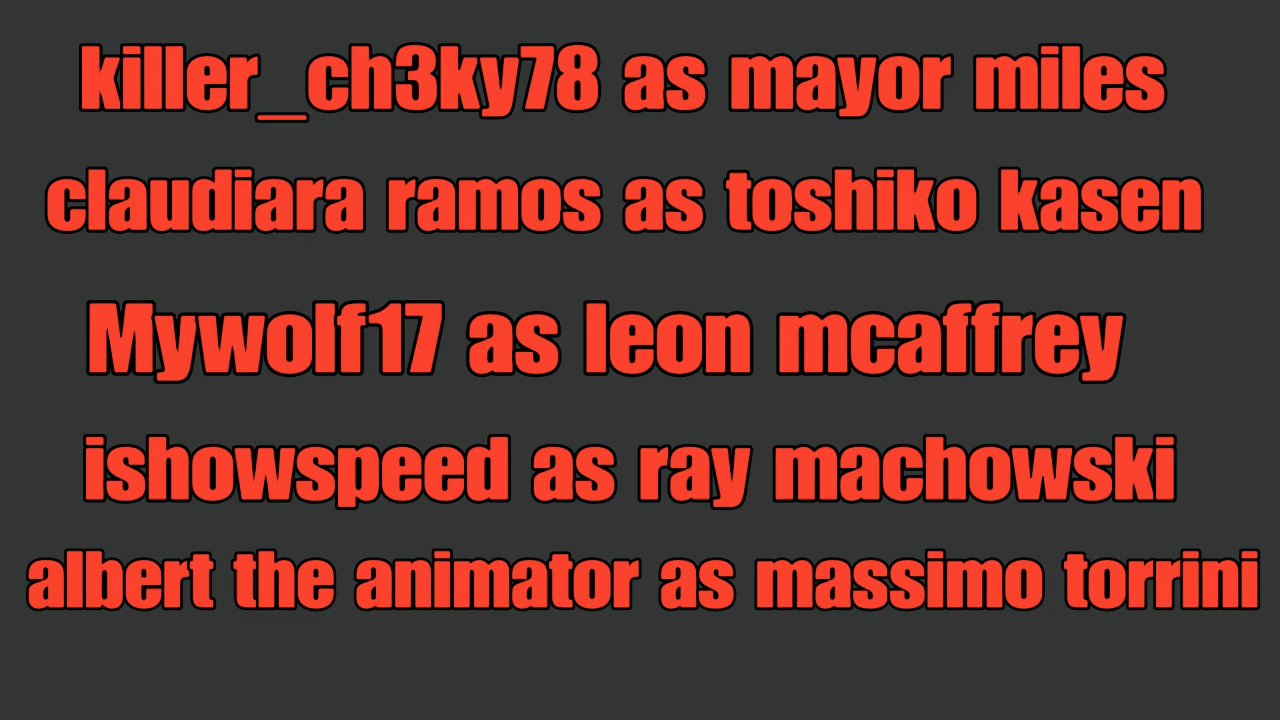 killer_ch3ky78 as mayor miles
claudiara ramos as toshiko kasen
Mywolf17 as leon mcaffrey
ishowspeed as ray machowski
albert the animator as massimo torrini